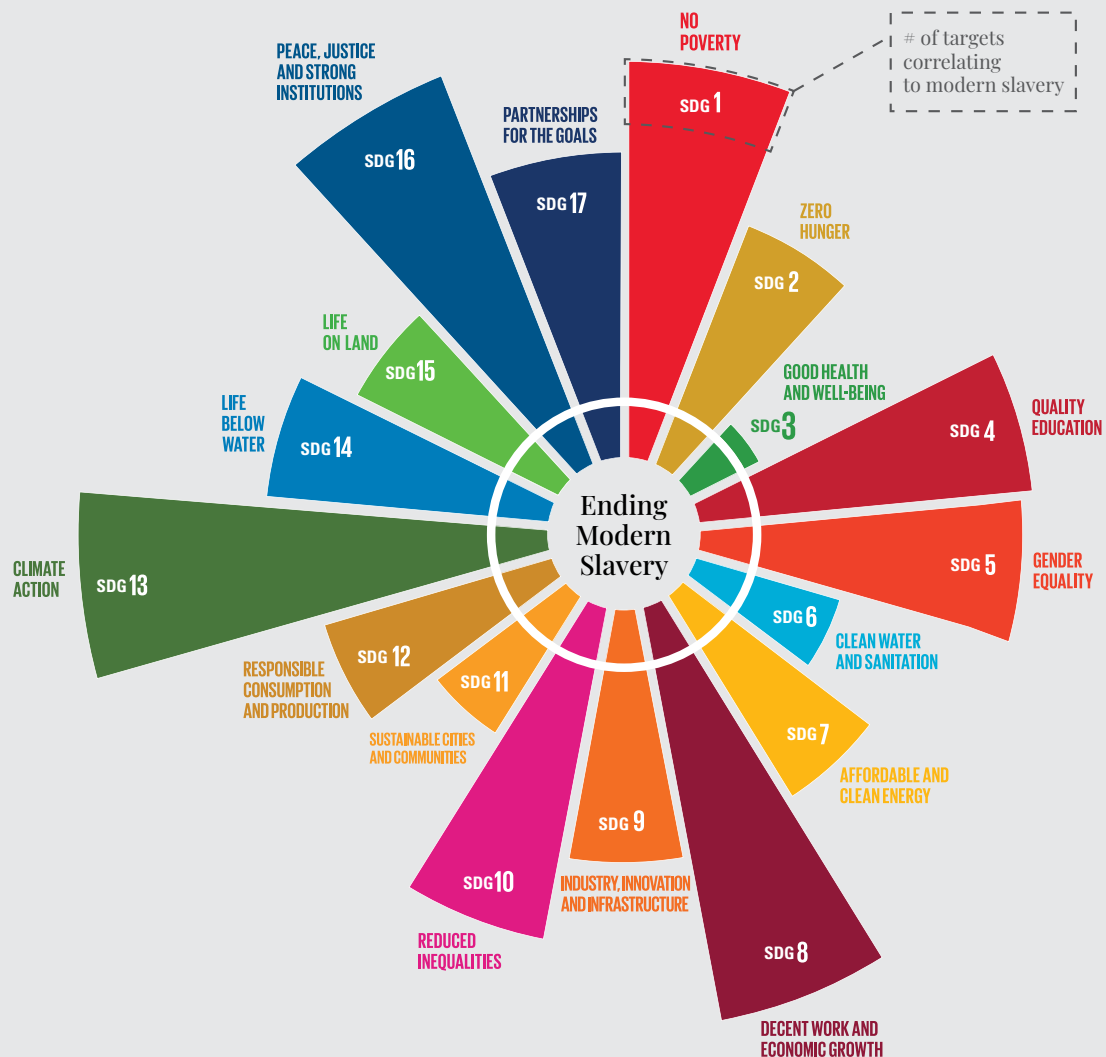 NO
POVERTY
SDG 1
# of targets
correlating
to modern slavery
ZERO
HUNGER
SDG 2
GOOD HEALTH
AND WELL-BEING
SDG 3
QUALITY
EDUCATION
SDG 4
GENDER
EQUALITY
SDG 5
CLEAN WATER
AND SANITATION
SDG 6
AFFORDABLE AND
CLEAN ENERGY
SDG 7
SDG 8
DECENT WORK AND
ECONOMIC GROWTH
SDG 9
INDUSTRY, INNOVATION
AND INFRASTRUCTURE
SDG 10
REDUCED
INEQUALITIES
SDG 11
SUSTAINABLE CITIES
AND COMMUNITIES
SDG 12
RESPONSIBLE
CONSUMPTION
AND PRODUCTION
CLIMATE
ACTION
SDG 13
LIFE
BELOW
WATER
SDG 14
LIFE
ON LAND
SDG 15
PEACE, JUSTICE
AND STRONG
INSTITUTIONS
SDG 16
PARTNERSHIPS
FOR THE GOALS
SDG 17
Ending
Modern
Slavery